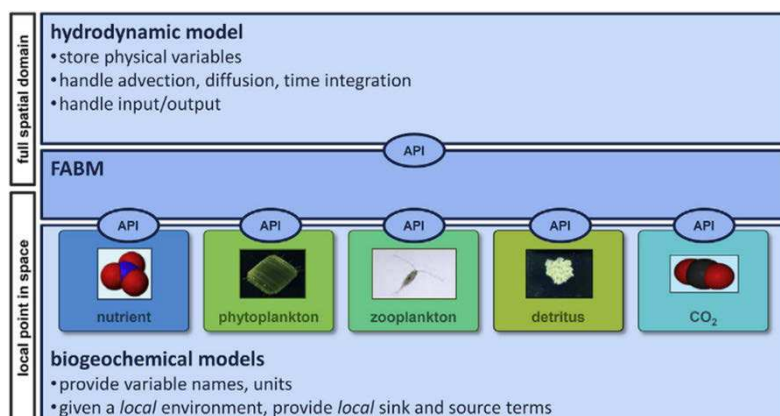 full spatial domain
hydrodynamic model
• store physical variables
• handle advection, diffusion, time integration
• handle input/output
API
FABM
local point in space
API API API API API
nutrient phytoplankton zooplankton detritus CO₂
biogeochemical models
• provide variable names, units
• given a local environment, provide local sink and source terms